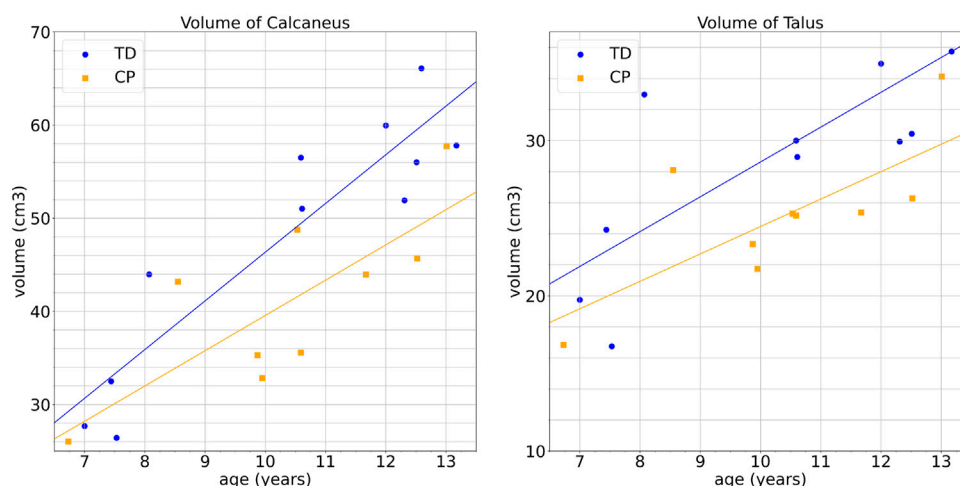 Volume of Calcaneus
TD
CP
70
60
50
40
30
volume (cm3)
7 8 9 10 11 12 13
age (years)
Volume of Talus
TD
CP
30
20
10
volume (cm3)
7 8 9 10 11 12 13
age (years)